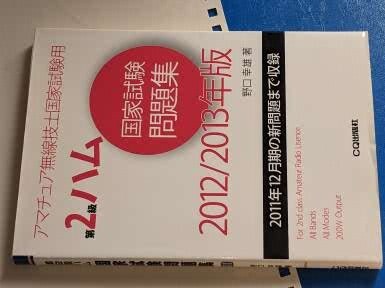 アマチュア無線技士国家試験用
第2級ハム
国家試験
問題集
2012/2013年版
野口幸雄 著
2011年12月期の新問題まで収録
For 2nd class Amateur Radio Lisence
All Bands
All Modes
200W Output
CQ出版社